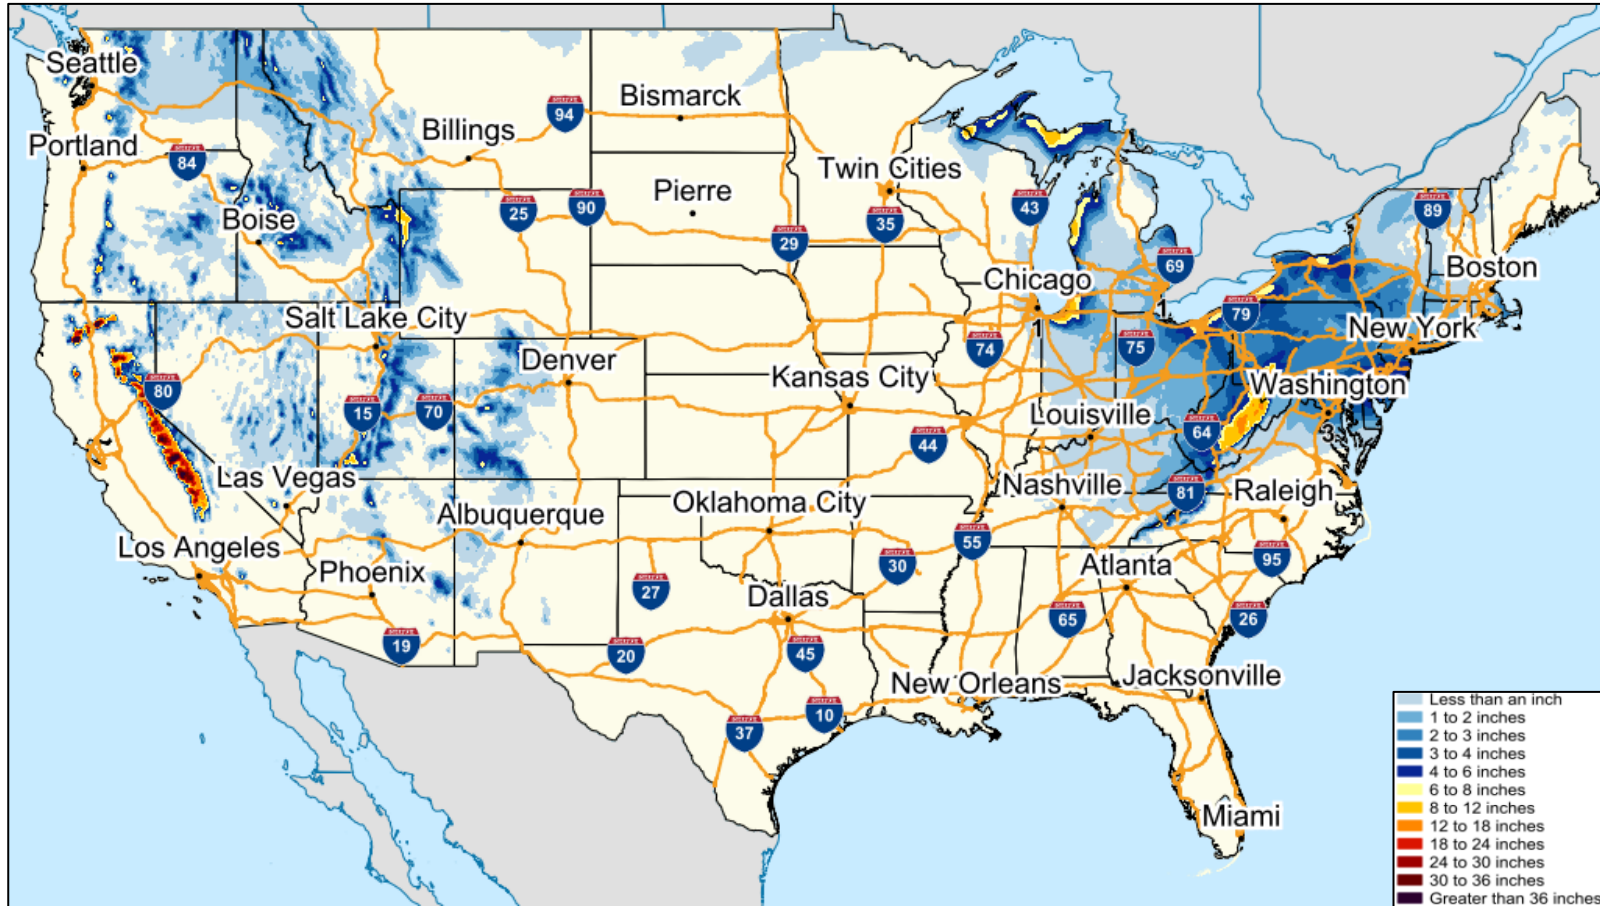 Seattle
Bismarck
94
Billings
Portland
84
Twin Cities
Pierre
25
90
43
89
35
Boise
29
69
Boston
Chicago
1
79
Salt Lake City
1
New York
74
75
Denver
Kansas City
Washington
80
15
70
Louisville
64
3
44
Las Vegas
Nashville
81
Raleigh
Oklahoma City
Albuquerque
55
Los Angeles
95
Phoenix
30
Atlanta
27
Dallas
65
26
19
20
45
Jacksonville
New Orleans
10
37
Miami
Less than an inch
1 to 2 inches
2 to 3 inches
3 to 4 inches
4 to 6 inches
6 to 8 inches
8 to 12 inches
12 to 18 inches
18 to 24 inches
24 to 30 inches
30 to 36 inches
Greater than 36 inches